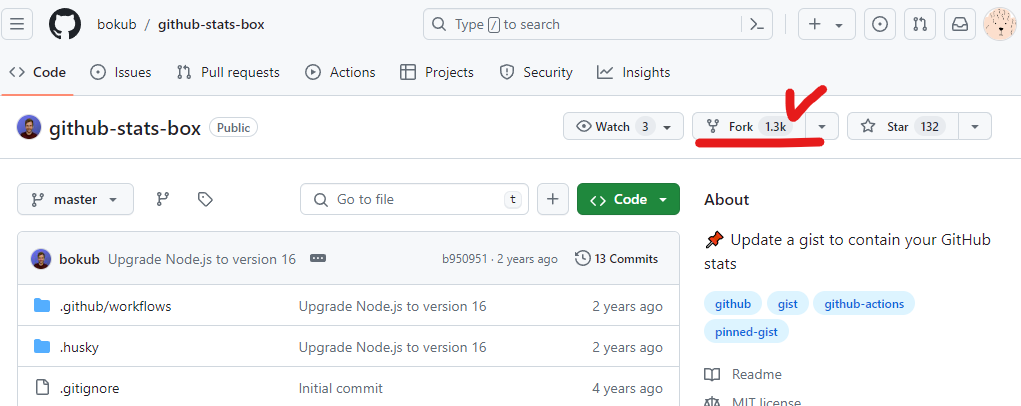 bokub / github-stats-box
Type / to search
Code
Issues
Pull requests
Actions
Projects
Security
Insights
github-stats-box Public
Watch 3
Fork 1.3k
Star 132
master
Go to file t
Code
About
bokub Upgrade Node.js to version 16 b950951 · 2 years ago 13 Commits
Update a gist to contain your GitHub
stats
.github/workflows Upgrade Node.js to version 16 2 years ago
github gist github-actions
pinned-gist
.husky Upgrade Node.js to version 16 2 years ago
Readme
.gitignore Initial commit 4 years ago
MIT license